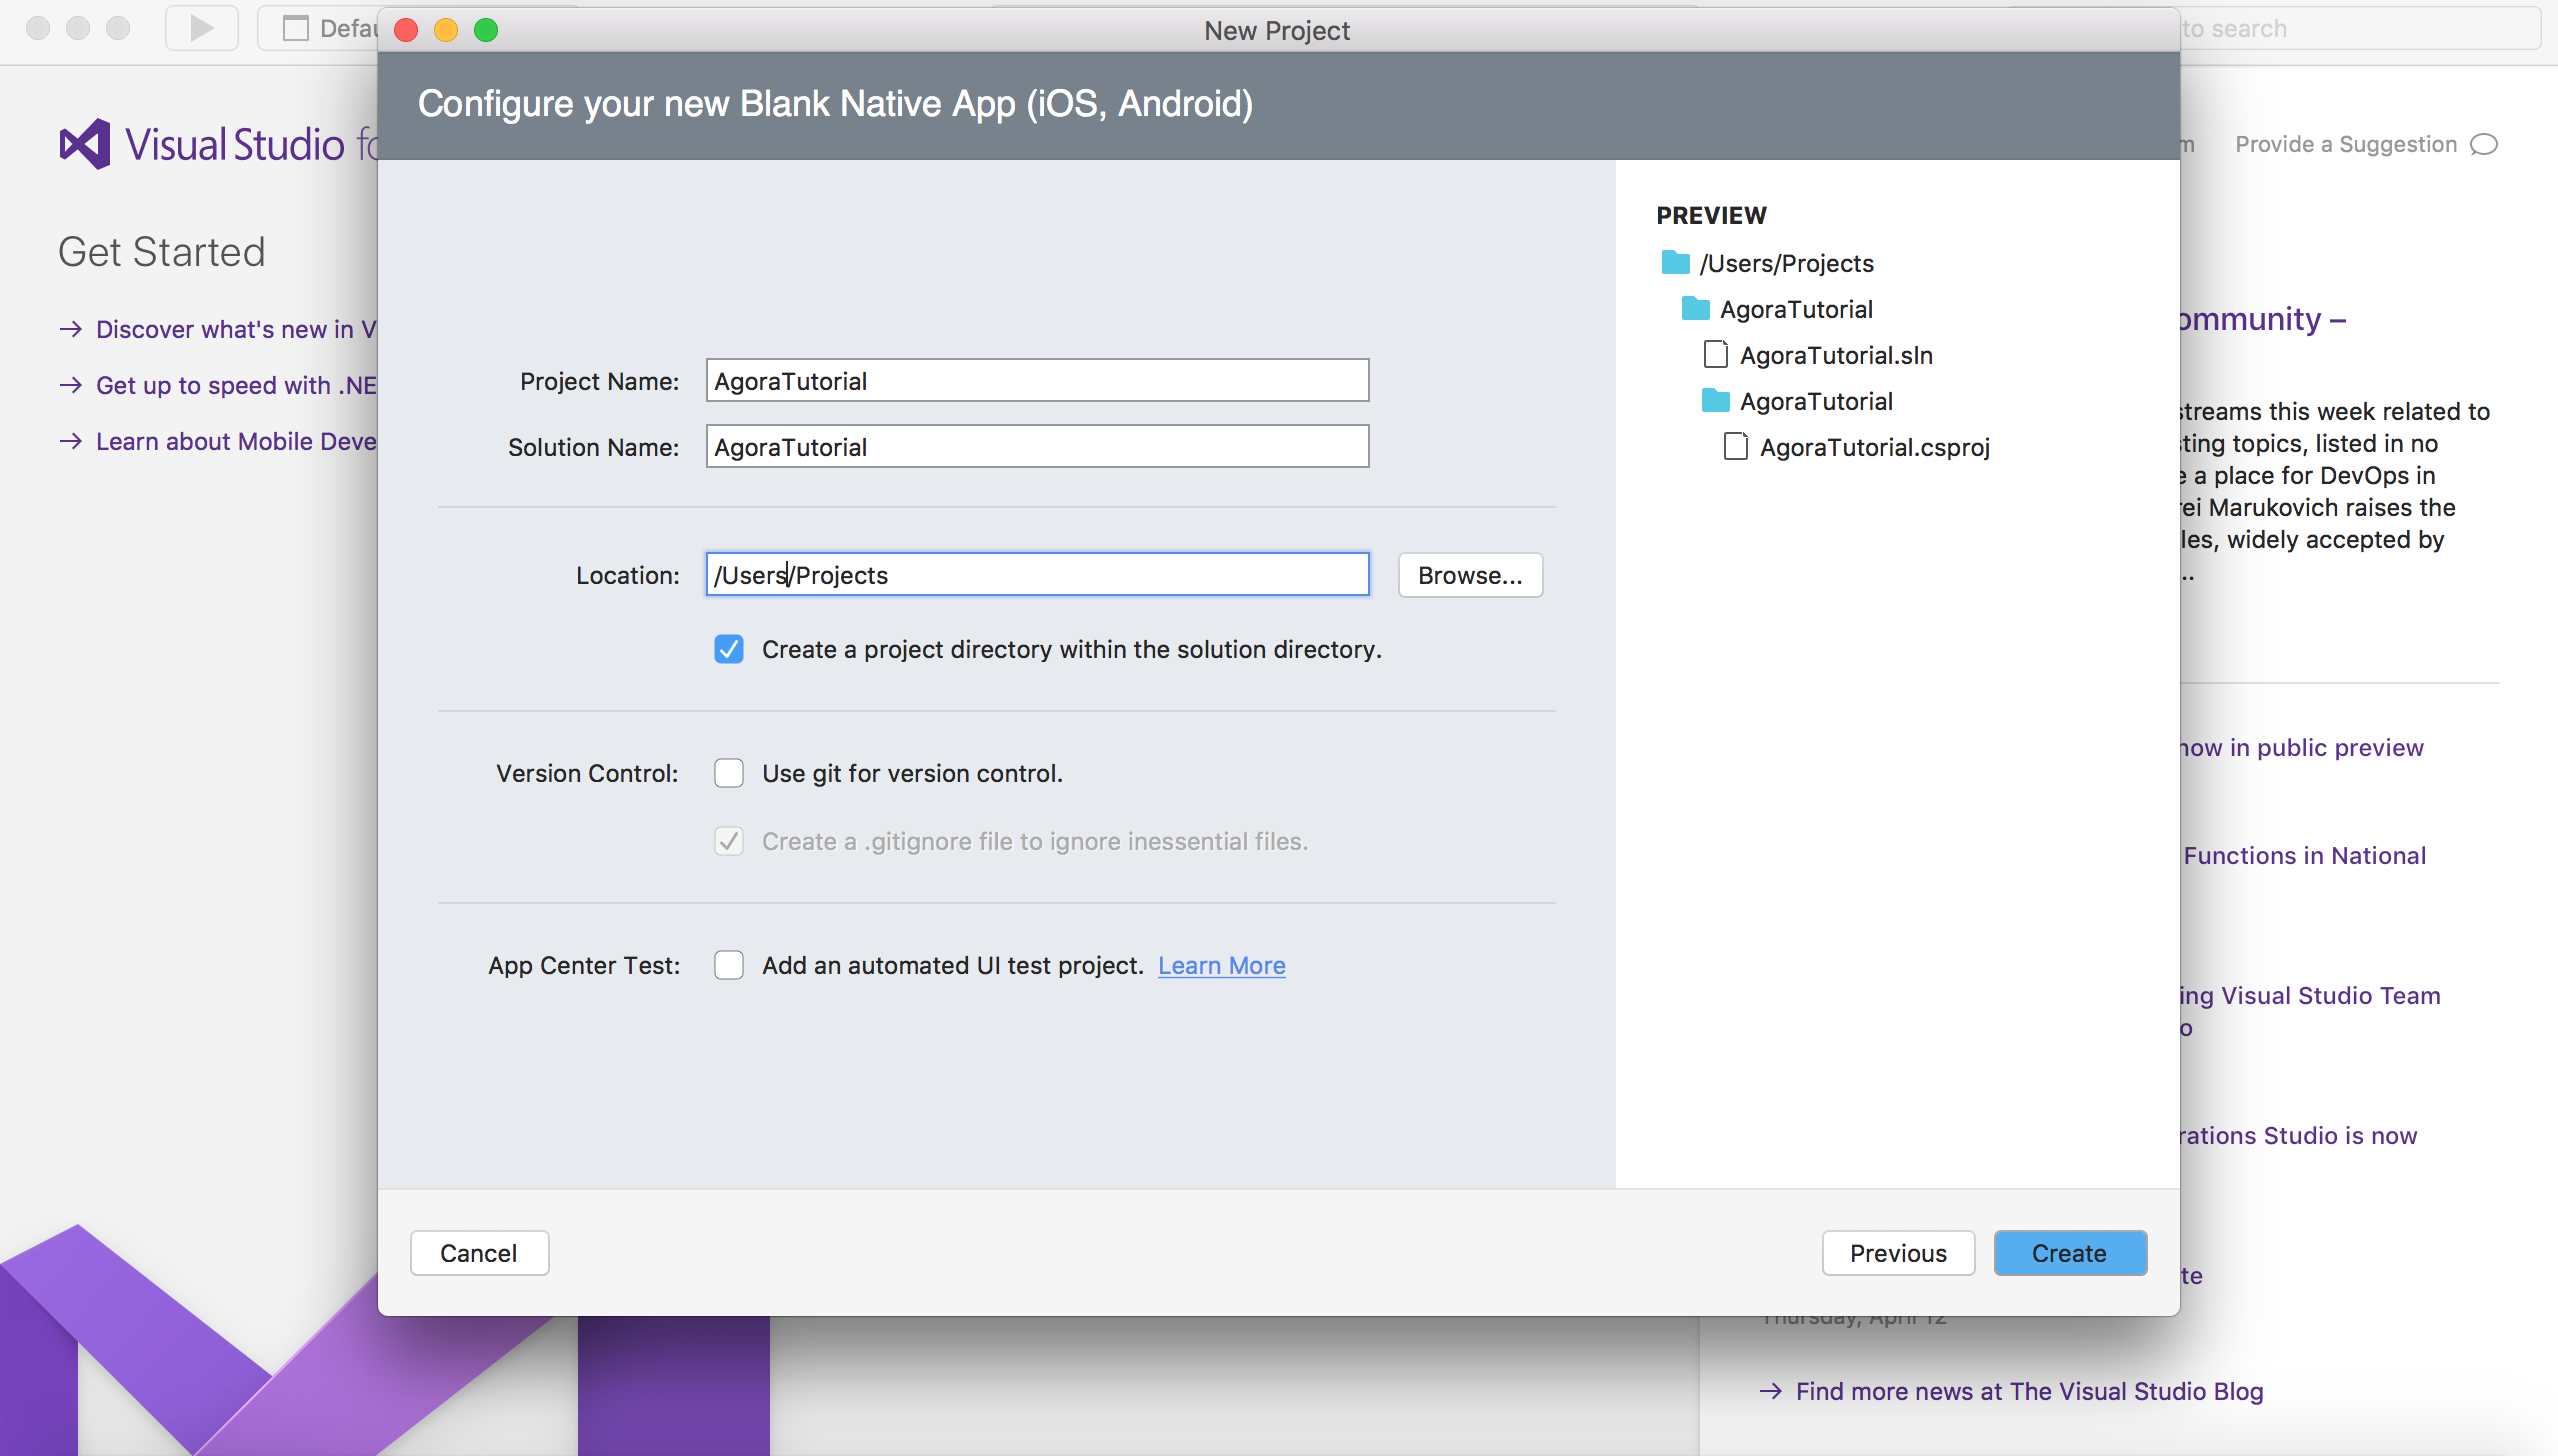 New Project
Defau
to search
Configure your new Blank Native App (iOS, Android)
Visual Studio fo
Provide a Suggestion
Get Started
Discover what's new in V
Get up to speed with .NE
Learn about Mobile Deve
Project Name: AgoraTutorial
Solution Name: AgoraTutorial
Location: /Users/Projects Browse...
Create a project directory within the solution directory.
Version Control: Use git for version control.
Create a .gitignore file to ignore inessential files.
App Center Test: Add an automated UI test project. Learn More
PREVIEW
/Users/Projects
AgoraTutorial
AgoraTutorial.sln
AgoraTutorial
AgoraTutorial.csproj
Cancel
Previous
Create
ommunity –
streams this week related to
sting topics, listed in no
e a place for DevOps in
rei Marukovich raises the
les, widely accepted by
..
now in public preview
Functions in National
ing Visual Studio Team
o
rations Studio is now
te
Thursday, April 12
Find more news at The Visual Studio Blog